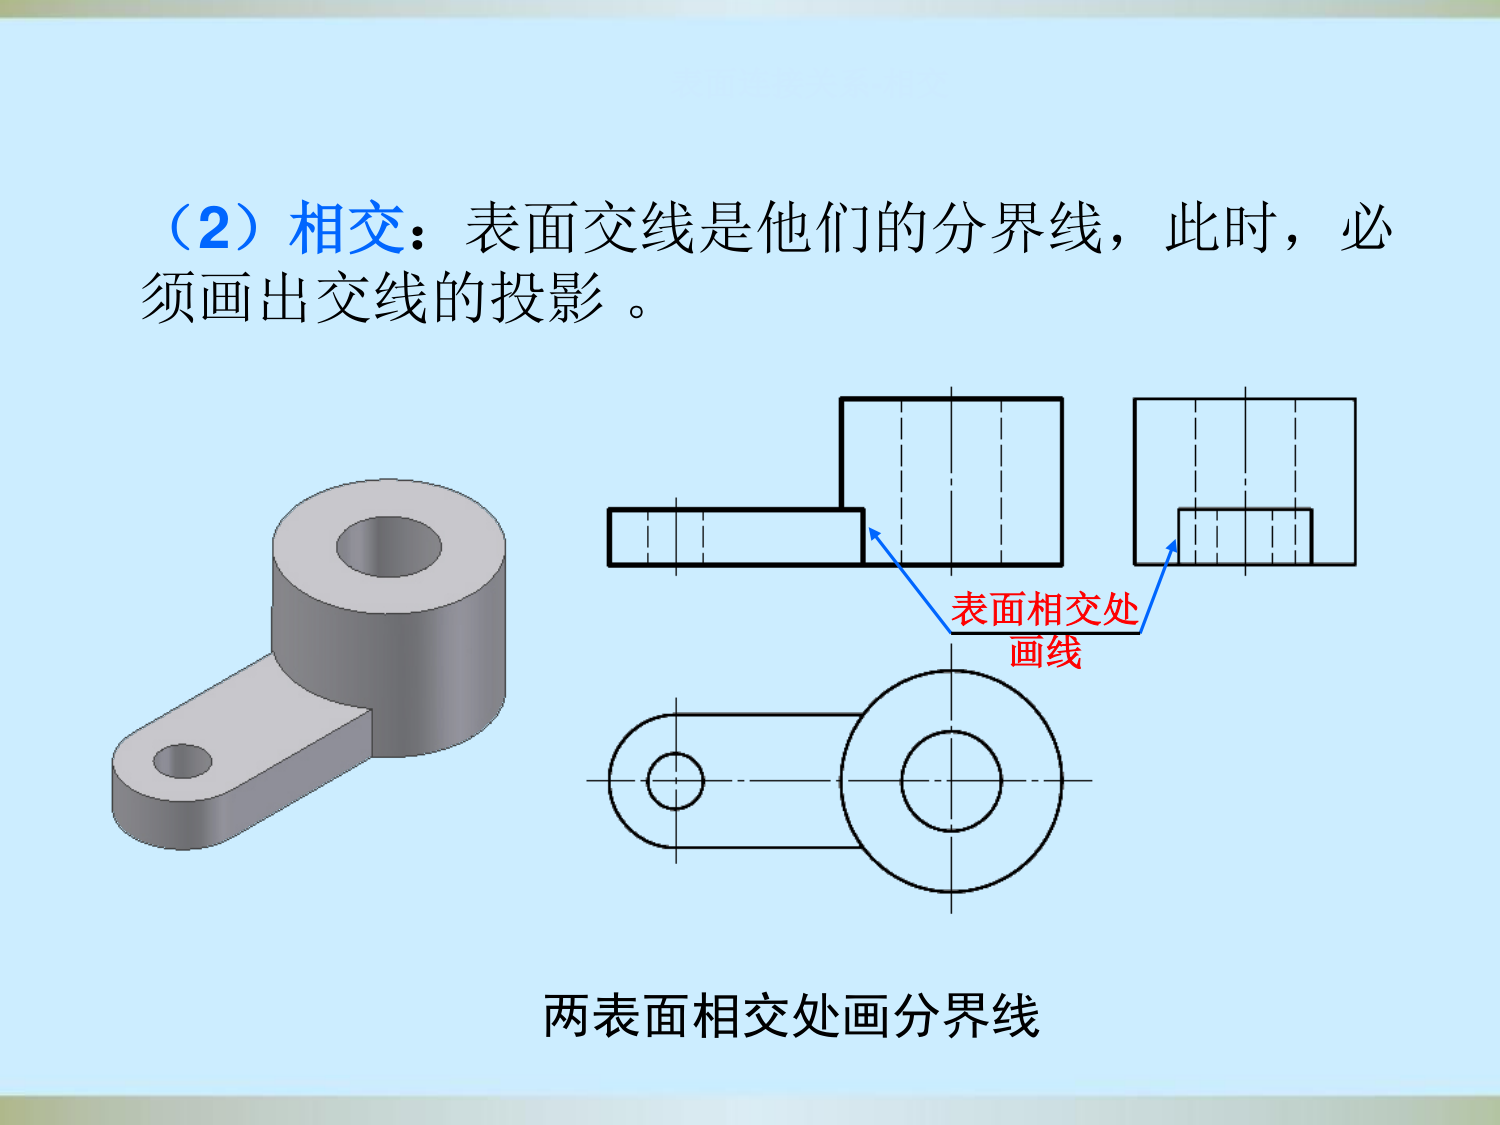 （2）相交：表面交线是他们的分界线，此时，必
须画出交线的投影 。
表面相交处
画线
两表面相交处画分界线